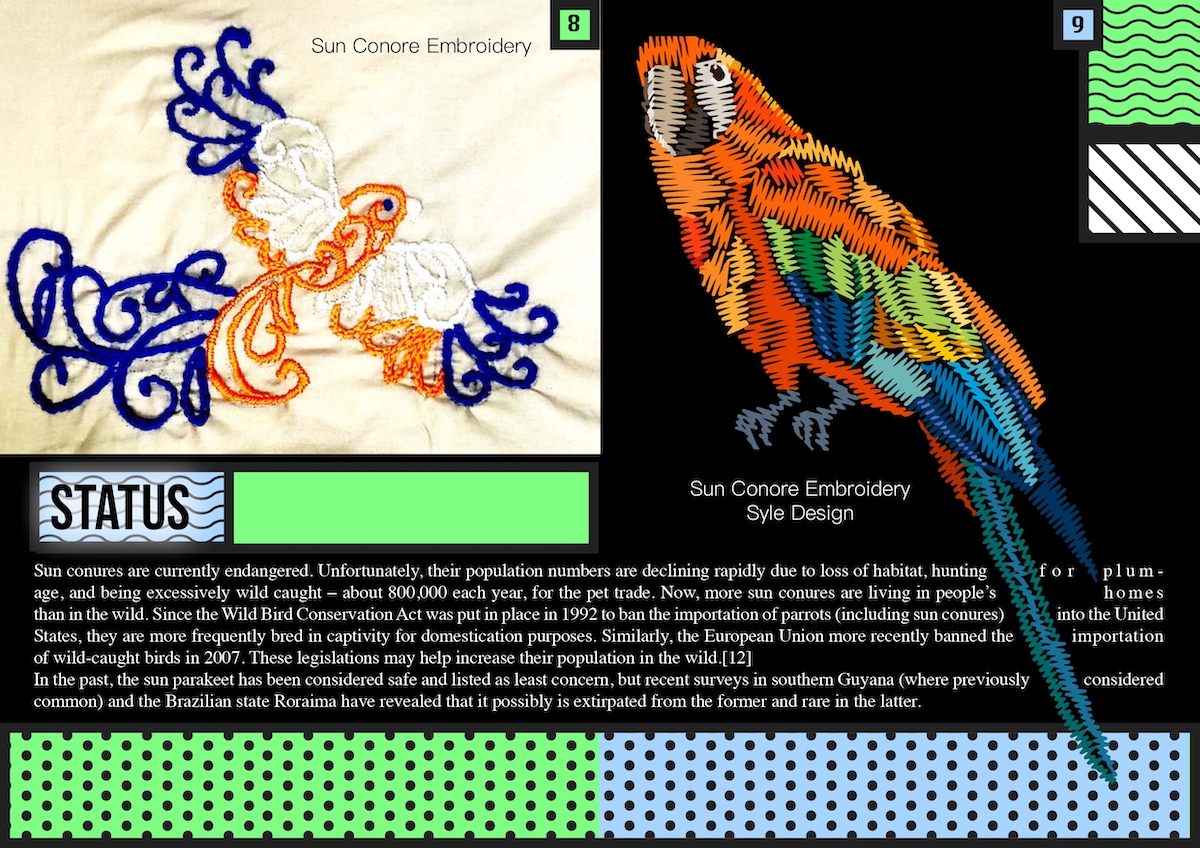 Sun Conore Embroidery
8
9
Sun Conore Embroidery
Syle Design
STATUS
Sun conures are currently endangered. Unfortunately, their population numbers are declining rapidly due to loss of habitat, hunting for plum-
age, and being excessively wild caught – about 800,000 each year, for the pet trade. Now, more sun conures are living in people’s homes
than in the wild. Since the Wild Bird Conservation Act was put in place in 1992 to ban the importation of parrots (including sun conures) into the United
States, they are more frequently bred in captivity for domestication purposes. Similarly, the European Union more recently banned the importation
of wild-caught birds in 2007. These legislations may help increase their population in the wild.[12]
In the past, the sun parakeet has been considered safe and listed as least concern, but recent surveys in southern Guyana (where previously considered
common) and the Brazilian state Roraima have revealed that it possibly is extirpated from the former and rare in the latter.